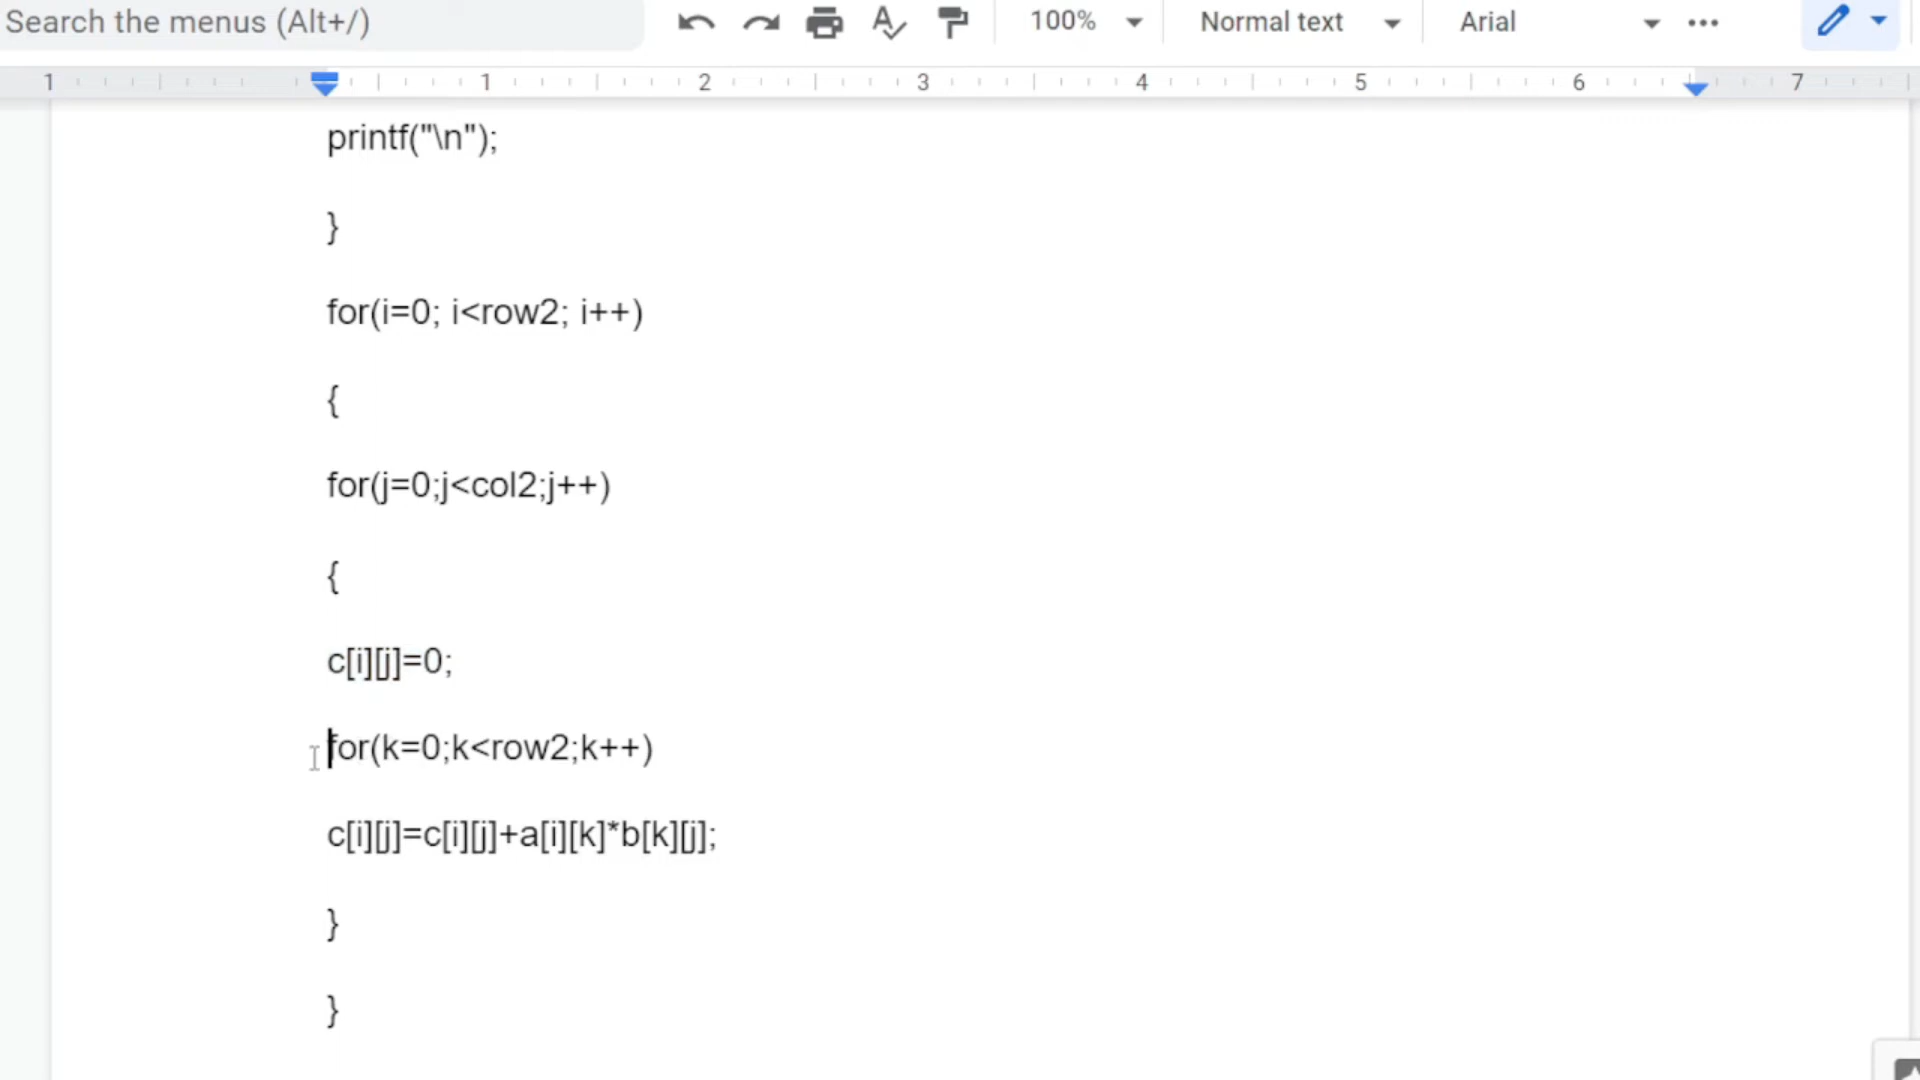 Search the menus (Alt+/) 100% Normal text Arial
1 1 2 3 4 5 6 7
printf("\n");
}
for(i=0; i<row2; i++)
{
for(j=0;j<col2;j++)
{
c[i][j]=0;
for(k=0;k<row2;k++)
c[i][j]=c[i][j]+a[i][k]*b[k][j];
}
}